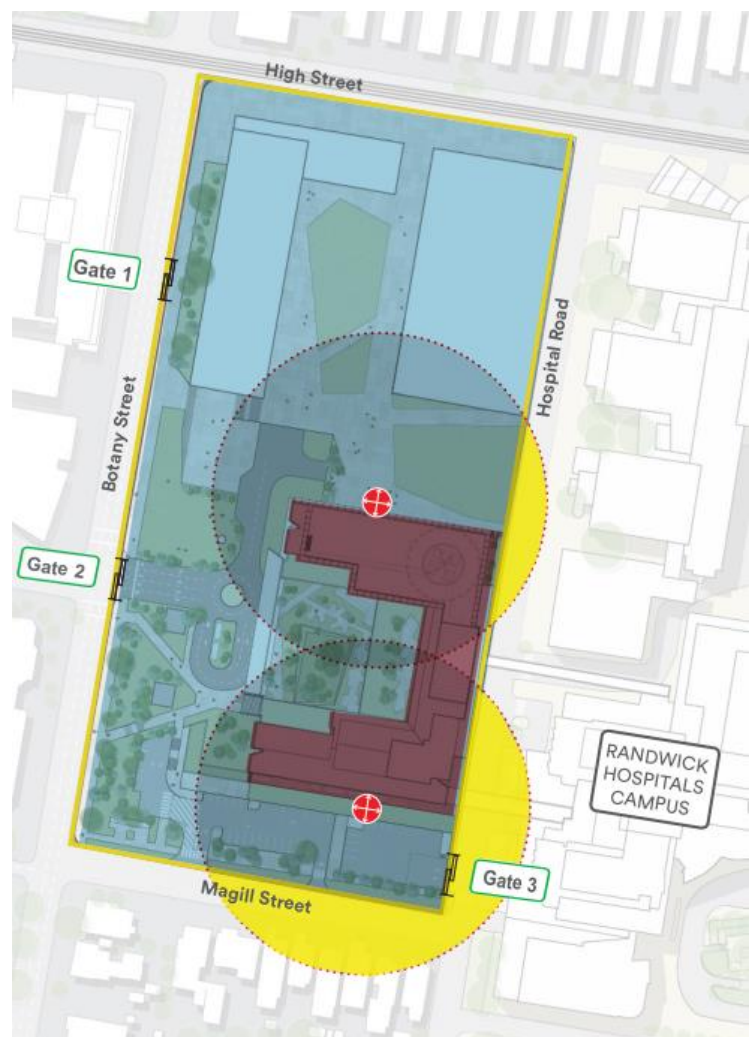 High Street
Gate 1
Hospital Road
Botany Street
Gate 2
RANDWICK
HOSPITALS
CAMPUS
Gate 3
Magill Street